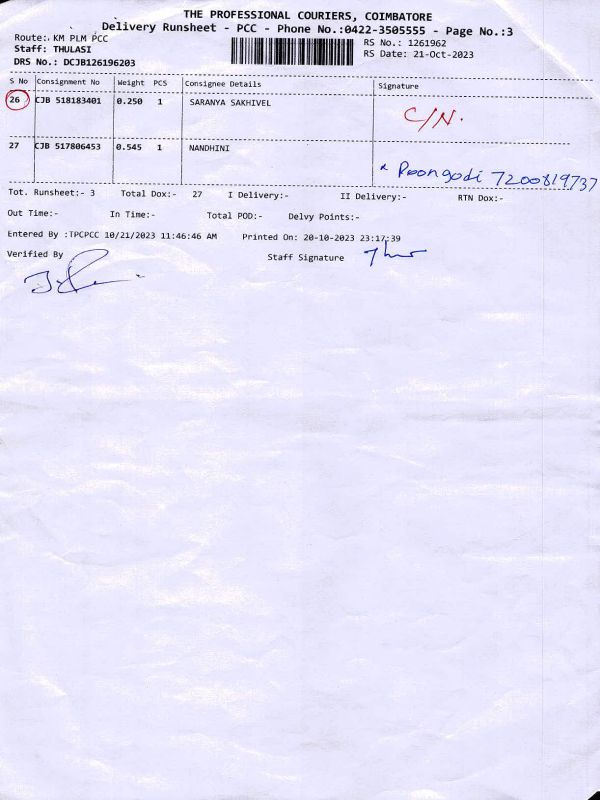 THE PROFESSIONAL COURIERS, COIMBATORE
Delivery Runsheet - PCC - Phone No.:0422-3505555 - Page No.:3
Route:. KM PLM PCC
RS No.: 1261962
Staff: THULASI
RS Date: 21-Oct-2023
DRS No.: DCJB126196203
S No Consignment No Weight PCS Consignee Details Signature
26 CJB 518183401 0.250 1 SARANYA SAKHIVEL C/N.
27 CJB 517806453 0.545 1 NANDHINI
Poongodi 7200819737
Tot. Runsheet:- 3 Total Dox:- 27 I Delivery:- II Delivery:- RTN Dox:-
Out Time:- In Time:- Total POD:- Delvy Points:-
Entered By :TPCPCC 10/21/2023 11:46:46 AM Printed On: 20-10-2023 23:17:39
Verified By
Staff Signature